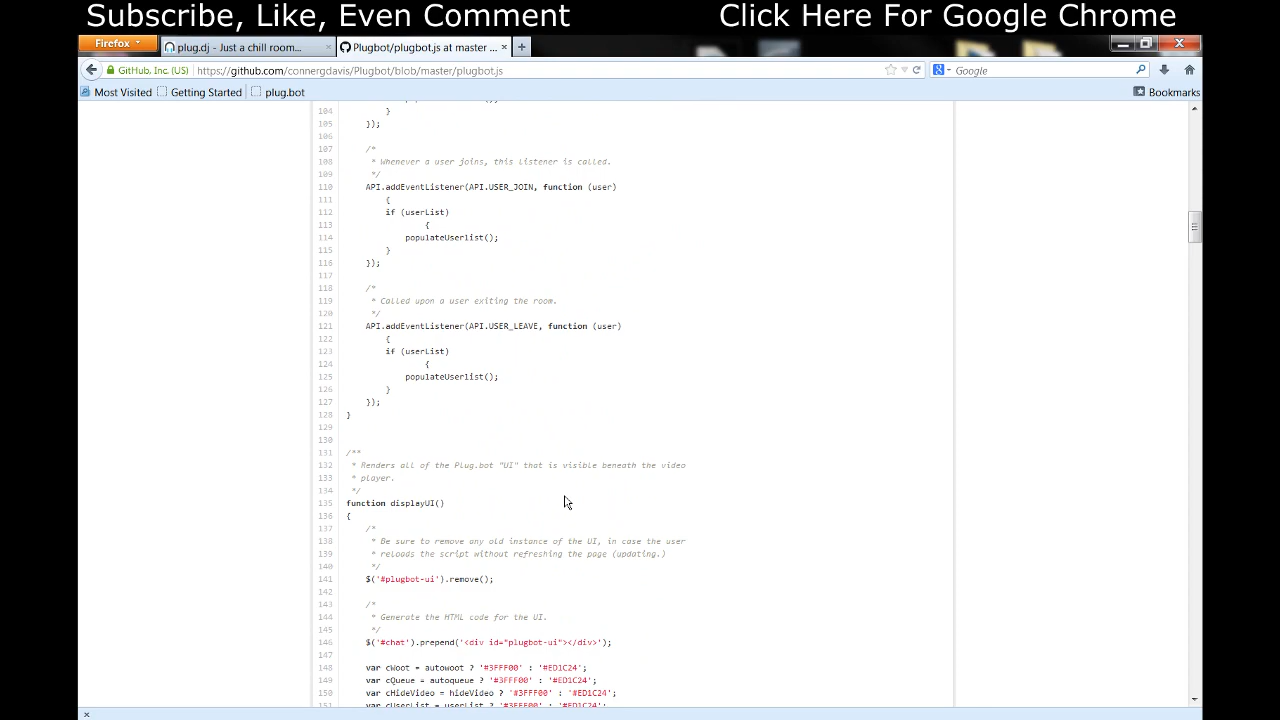 Subscribe, Like, Even Comment
Click Here For Google Chrome
Firefox
plug.dj - Just a chill room...
Plugbot/plugbot.js at master ...
GitHub, Inc. (US)
https://github.com/connergdavis/Plugbot/blob/master/plugbot.js
Google
Most Visited
Getting Started
plug.bot
Bookmarks
104 }
105 });
106
107 /*
108 * Whenever a user joins, this listener is called.
109 */
110 API.addEventListener(API.USER_JOIN, function (user)
111 {
112 if (userList)
113 {
114 populateUserlist();
115 }
116 });
117
118 /*
119 * Called upon a user exiting the room.
120 */
121 API.addEventListener(API.USER_LEAVE, function (user)
122 {
123 if (userList)
124 {
125 populateUserlist();
126 }
127 });
128 }
129
130
131 /**
132 * Renders all of the Plug.bot "UI" that is visible beneath the video
133 * player.
134 */
135 function displayUI()
136 {
137 /*
138 * Be sure to remove any old instance of the UI, in case the user
139 * reloads the script without refreshing the page (updating.)
140 */
141 $('#plugbot-ui').remove();
142
143 /*
144 * Generate the HTML code for the UI.
145 */
146 $('#chat').prepend('<div id="plugbot-ui"></div>');
147
148 var cWoot = autowoot ? '#3FFF00' : '#ED1C24';
149 var cQueue = autoqueue ? '#3FFF00' : '#ED1C24';
150 var cHideVideo = hideVideo ? '#3FFF00' : '#ED1C24';
151 var cUserList = userList ? '#3FFF00' : '#ED1C24';